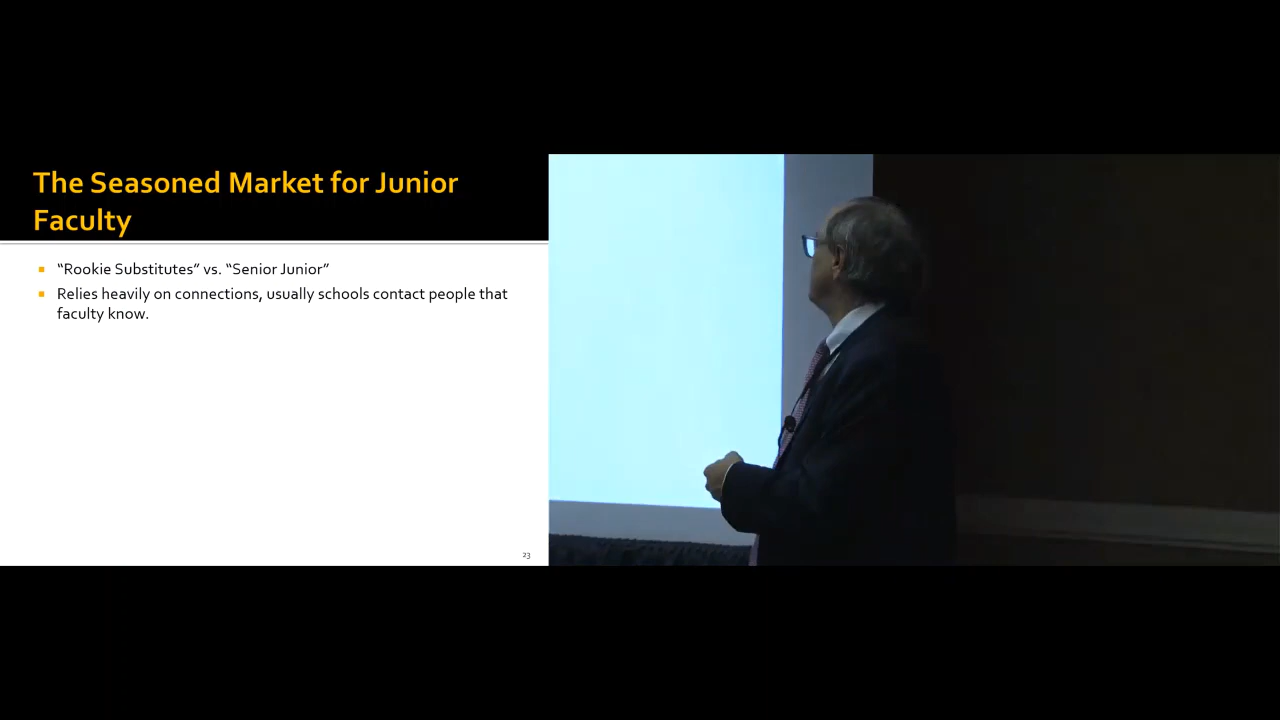 The Seasoned Market for Junior
Faculty
“Rookie Substitutes” vs. “Senior Junior”
Relies heavily on connections, usually schools contact people that
faculty know.
23